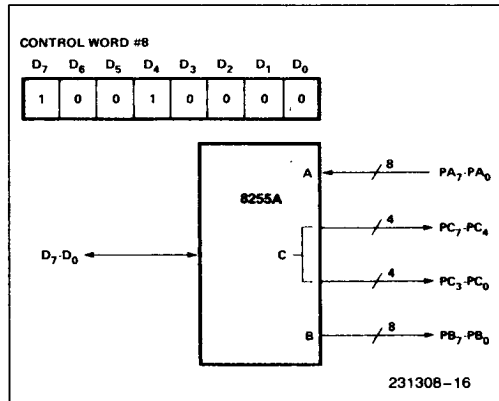 CONTROL WORD #8
D7 D6 D5 D4 D3 D2 D1 D0
1 0 0 1 0 0 0 0
A 8 PA7-PA0
8255A
4 PC7-PC4
D7-D0 C
4 PC3-PC0
B 8 PB7-PB0
231308-16